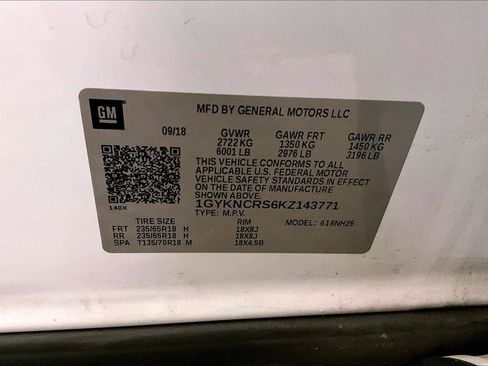 GM
MFD BY GENERAL MOTORS LLC
09/18 GVWR GAWR FRT GAWR RR
2722 KG 1350 KG 1450 KG
6001 LB 2976 LB 3196 LB
THIS VEHICLE CONFORMS TO ALL
APPLICABLE U.S. FEDERAL MOTOR
VEHICLE SAFETY STANDARDS IN EFFECT
ON THE DATE OF MANUFACTURE
SHOWN ABOVE.
1GYKNCRS6KZ143771
140X TYPE: M.P.V. MODEL: 616NH26
TIRE SIZE RIM
FRT 235/65R18 H 18X8J
RR 235/65R18 H 18X8J
SPA T135/70R18 M 18X4.5B